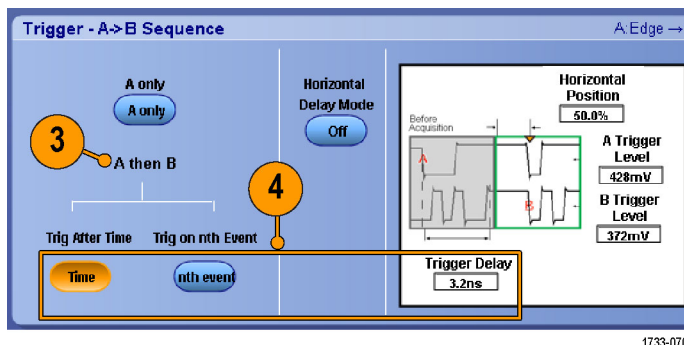 Trigger - A->B Sequence
A:Edge →
A only
A only
Horizontal
Delay Mode
Off
3
A then B
4
Trig After Time
Trig on nth Event
Time
nth event
Before
Acquisition
A
B
Horizontal
Position
50.0%
A Trigger
Level
428mV
B Trigger
Level
372mV
Trigger Delay
3.2ns